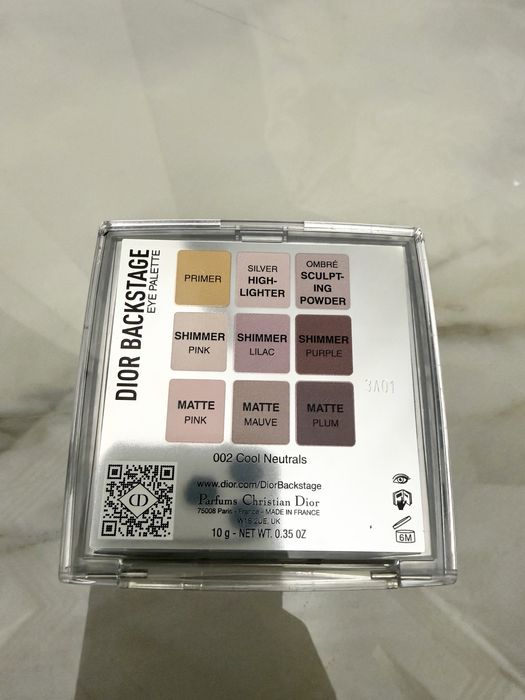 DIOR BACKSTAGE
EYE PALETTE
PRIMER
SILVER
HIGH-
LIGHTER
OMBRÉ
SCULPT-
ING
POWDER
SHIMMER
PINK
SHIMMER
LILAC
SHIMMER
PURPLE
MATTE
PINK
MATTE
MAUVE
MATTE
PLUM
3A01
002 Cool Neutrals
www.dior.com/DiorBackstage
Parfums Christian Dior
75008 Paris - France - MADE IN FRANCE
W1S 2UE, UK
10 g - NET WT. 0.35 OZ
CD
6M